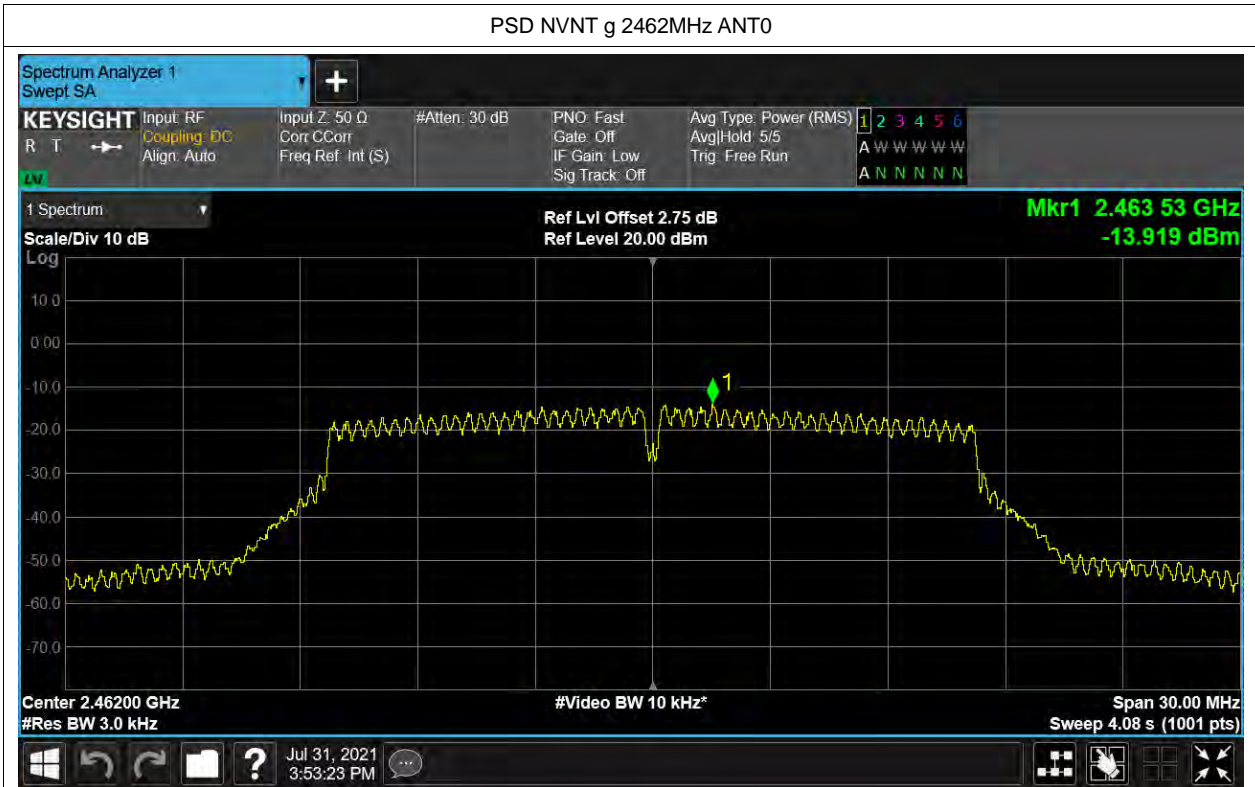 PSD NVNT g 2462MHz ANT0
Spectrum Analyzer 1
Swept SA
+
KEYSIGHT
R T
Input: RF
Coupling: DC
Align: Auto
Input Z: 50 Ω
Corr CCorr
Freq Ref: Int (S)
#Atten: 30 dB
PNO: Fast
Gate: Off
IF Gain: Low
Sig Track: Off
Avg Type: Power (RMS)
Avg|Hold: 5/5
Trig: Free Run
1 2 3 4 5 6
A W W W W W
A N N N N N
1 Spectrum
Scale/Div 10 dB
Ref Lvl Offset 2.75 dB
Ref Level 20.00 dBm
Mkr1 2.463 53 GHz
-13.919 dBm
Log
10.0
0.00
-10.0
-20.0
-30.0
-40.0
-50.0
-60.0
-70.0
1
Center 2.46200 GHz
#Res BW 3.0 kHz
#Video BW 10 kHz*
Span 30.00 MHz
Sweep 4.08 s (1001 pts)
?
Jul 31, 2021
3:53:23 PM